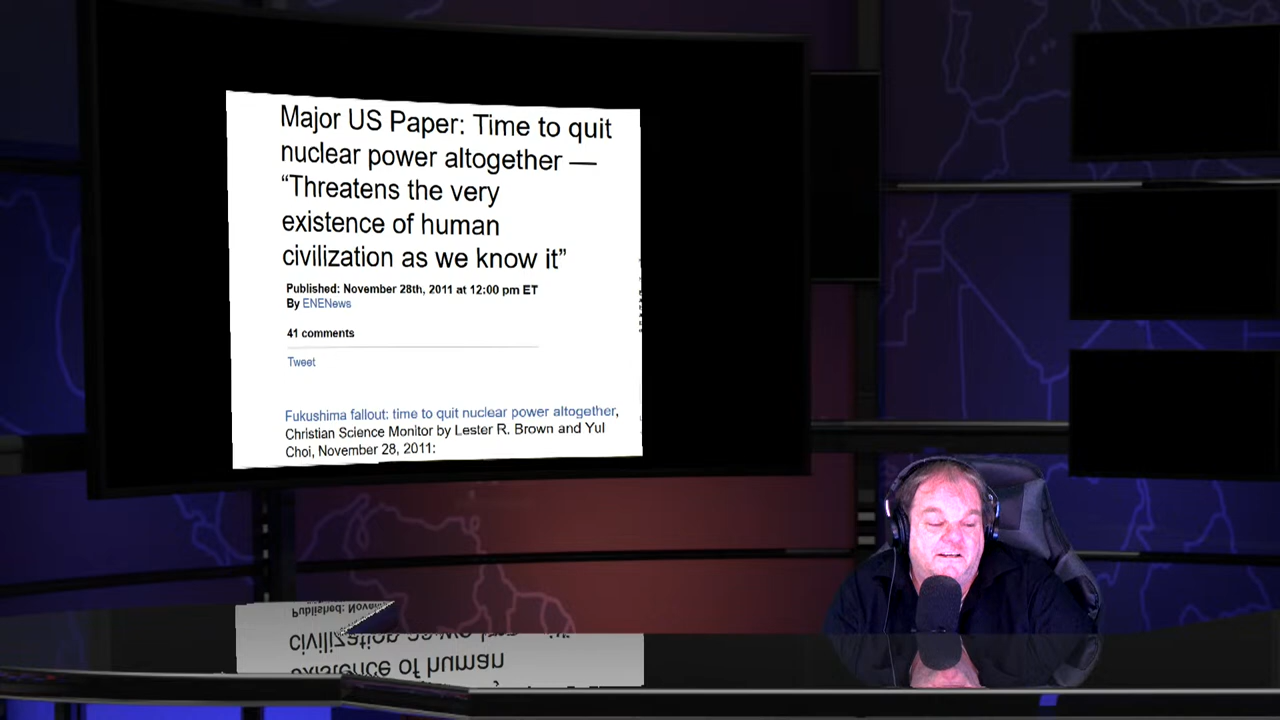 Major US Paper: Time to quit
nuclear power altogether —
“Threatens the very
existence of human
civilization as we know it”
Published: November 28th, 2011 at 12:00 pm ET
By ENENews
41 comments
Tweet
Fukushima fallout: time to quit nuclear power altogether,
Christian Science Monitor by Lester R. Brown and Yul
Choi, November 28, 2011: